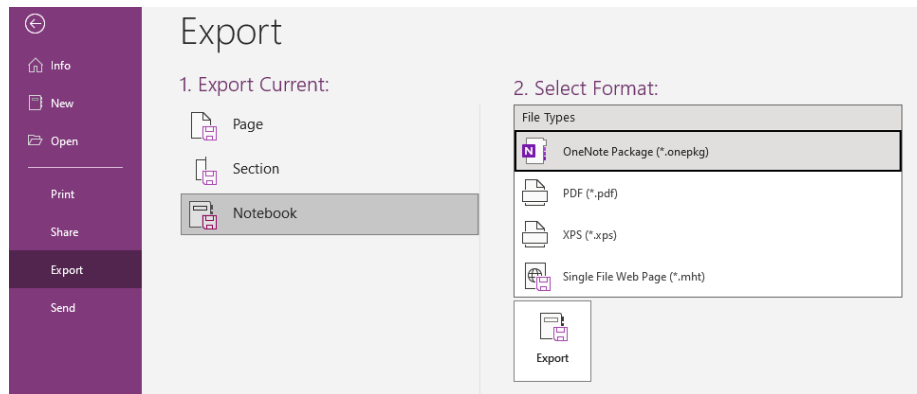 Info
New
Open
Print
Share
Export
Send
Export
1. Export Current:
Page
Section
Notebook
2. Select Format:
File Types
N
OneNote Package (*.onepkg)
PDF (*.pdf)
XPS (*.xps)
Single File Web Page (*.mht)
Export